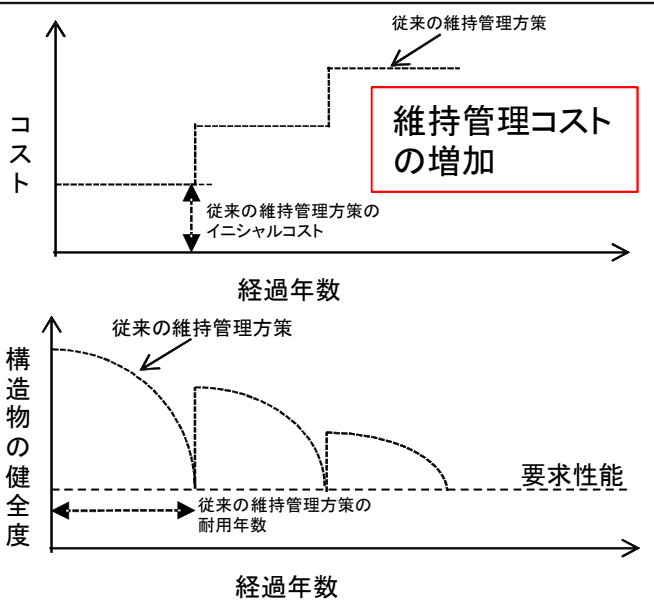 従来の維持管理方策
維持管理コスト
の増加
コスト
従来の維持管理方策の
イニシャルコスト
経過年数
従来の維持管理方策
構造物の健全度
要求性能
従来の維持管理方策の
耐用年数
経過年数